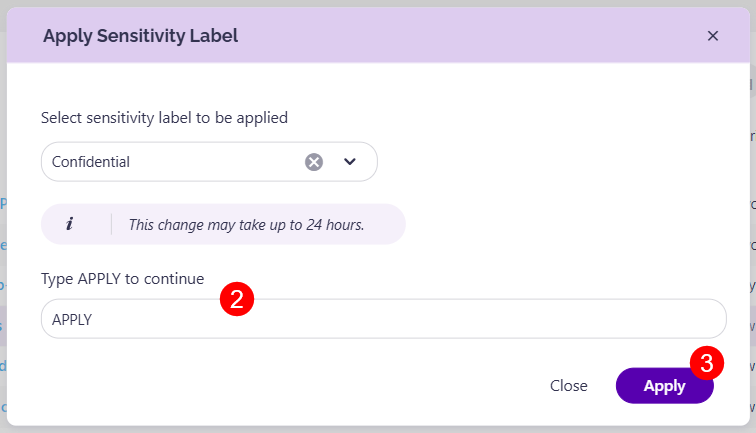 Apply Sensitivity Label
Select sensitivity label to be applied
Confidential
i This change may take up to 24 hours.
Type APPLY to continue
2
APPLY
3
Close Apply